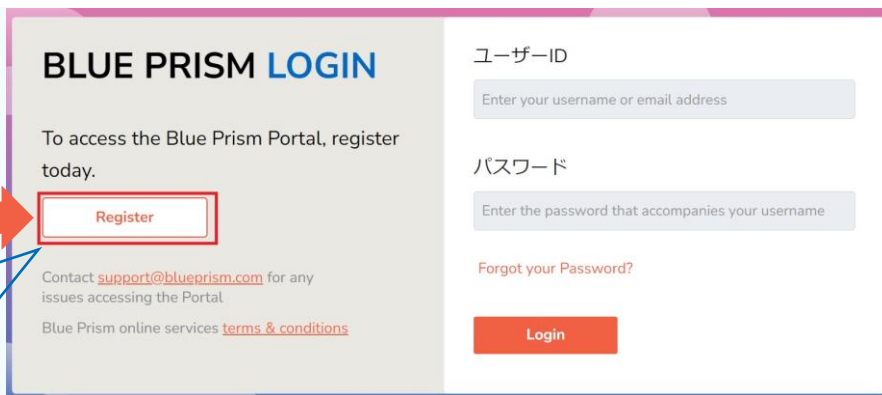 BLUE PRISM LOGIN
To access the Blue Prism Portal, register
today.
Register
Contact support@blueprism.com for any
issues accessing the Portal
Blue Prism online services terms & conditions
ユーザーID
Enter your username or email address
パスワード
Enter the password that accompanies your username
Forgot your Password?
Login